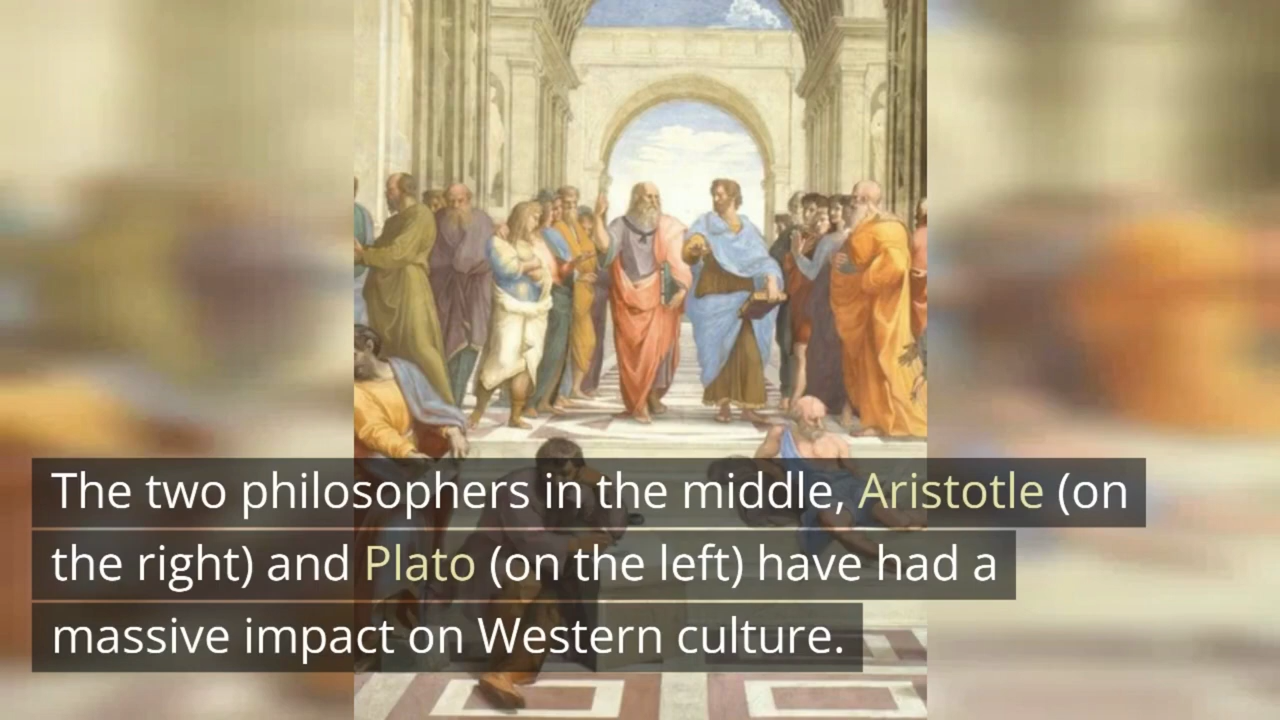 The two philosophers in the middle, Aristotle (on
the right) and Plato (on the left) have had a
massive impact on Western culture.